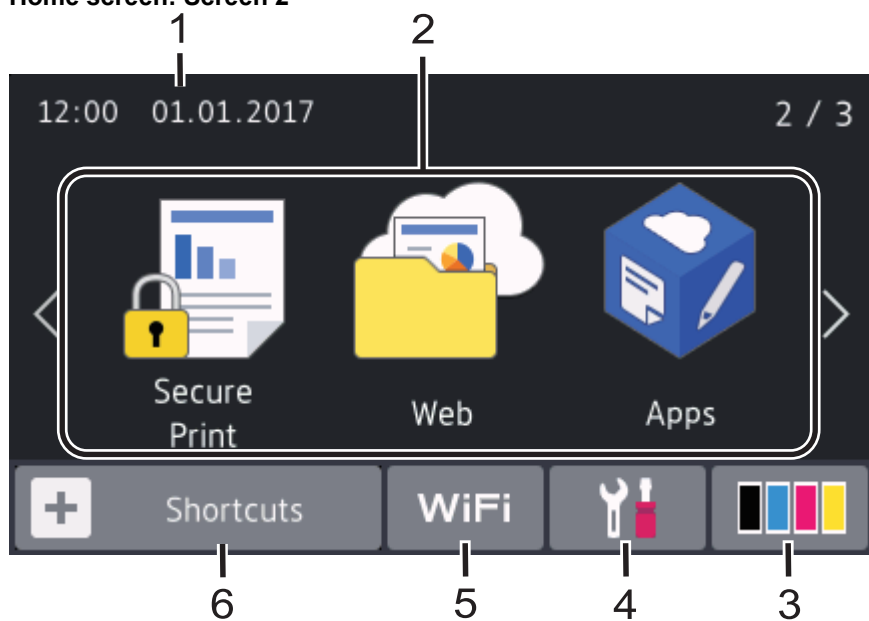 Home screen: Screen 2
1
2
12:00 01.01.2017 2 / 3
Secure
Print
Web
Apps
Shortcuts
WiFi
6
5
4
3